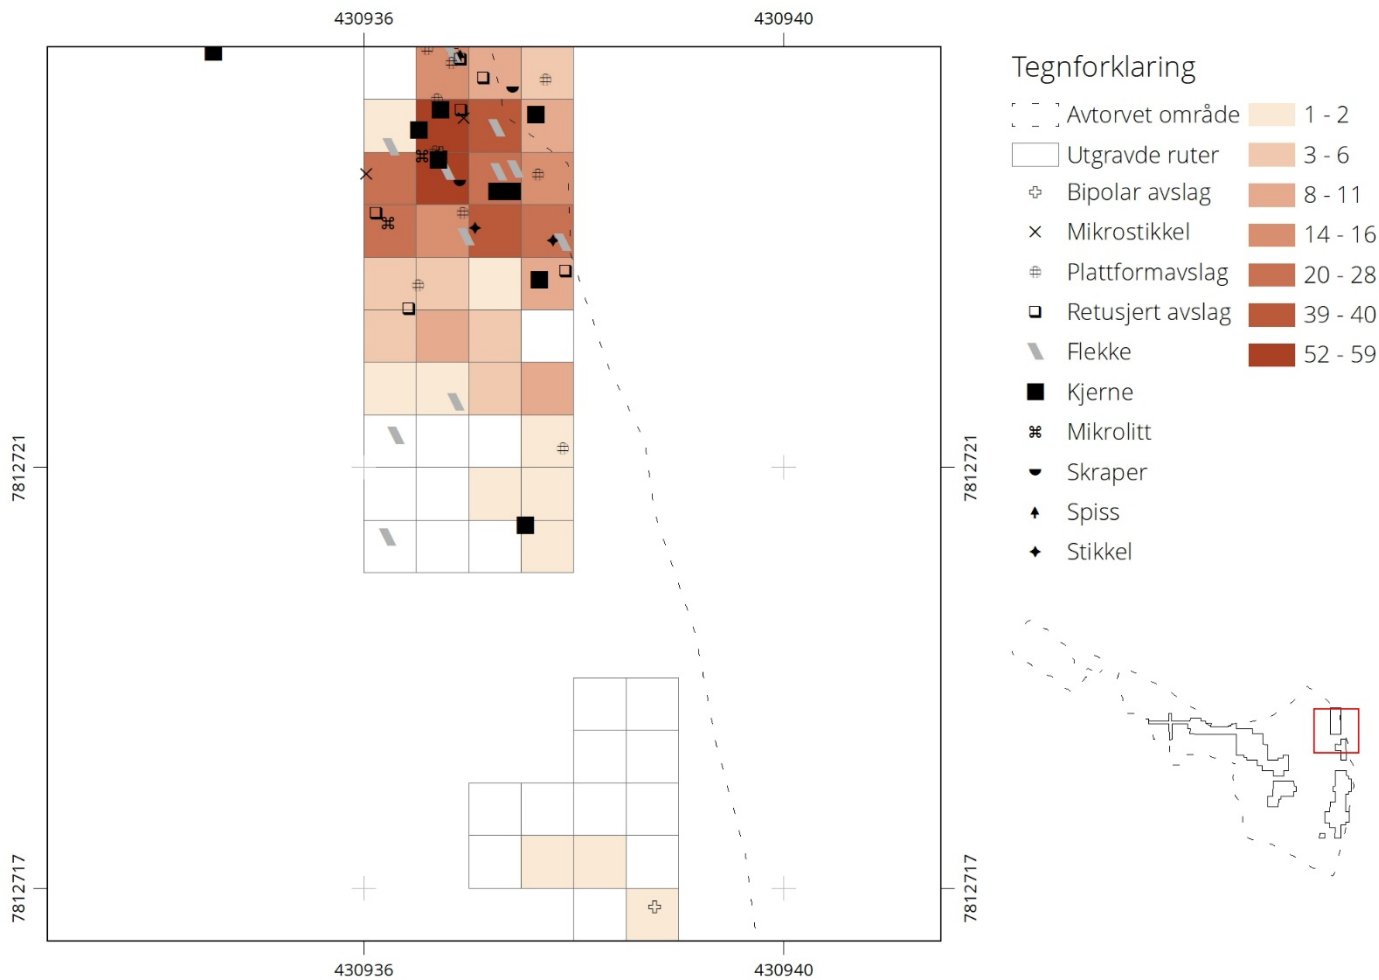 430936 430940
Tegnforklaring
Avtorvet område
Utgravde ruter
Bipolar avslag
Mikrostikkel
Plattformavslag
Retusjert avslag
Flekke
Kjerne
Mikrolitt
Skraper
Spiss
Stikkel
1 - 2
3 - 6
8 - 11
14 - 16
20 - 28
39 - 40
52 - 59
7812721 7812721
7812717 7812717
430936 430940